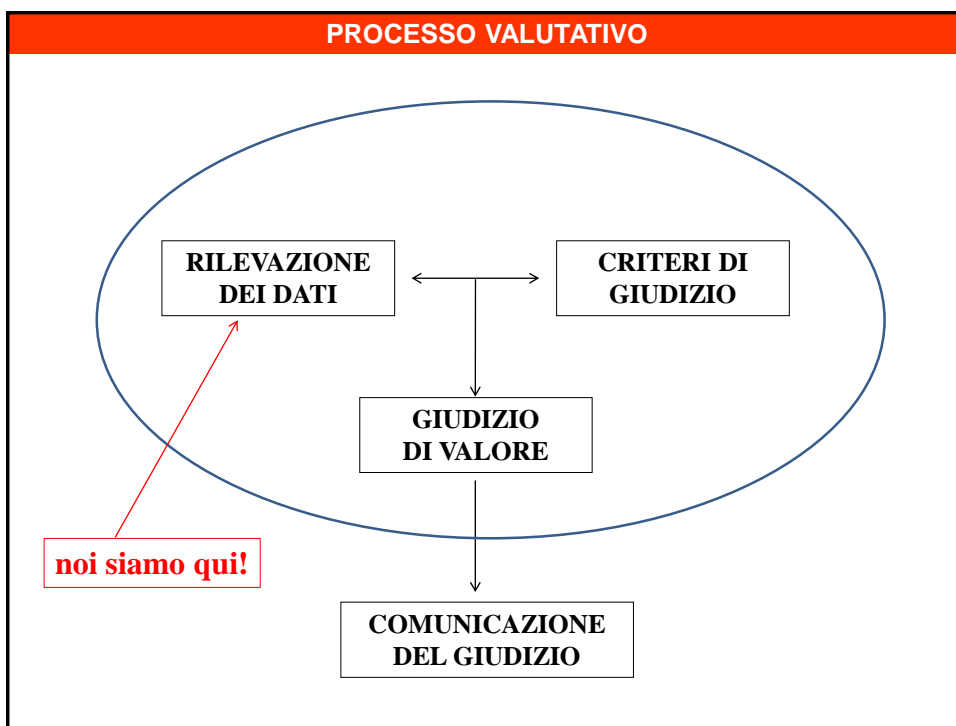 PROCESSO VALUTATIVO
RILEVAZIONE
DEI DATI
CRITERI DI
GIUDIZIO
GIUDIZIO
DI VALORE
noi siamo qui!
COMUNICAZIONE
DEL GIUDIZIO